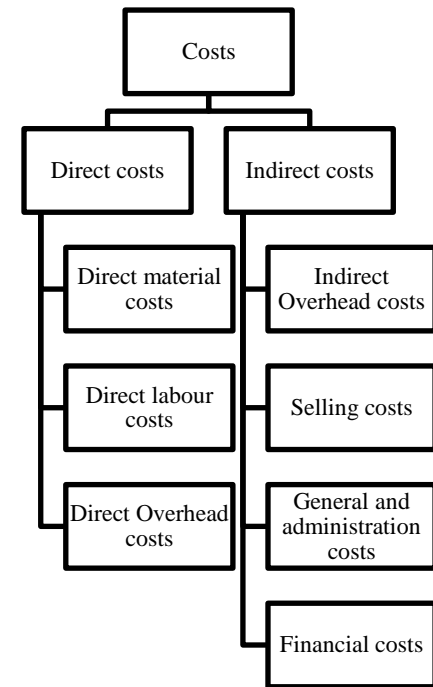 Costs
Direct costs
Indirect costs
Direct material
costs
Indirect
Overhead costs
Direct labour
costs
Selling costs
Direct Overhead
costs
General and
administration
costs
Financial costs